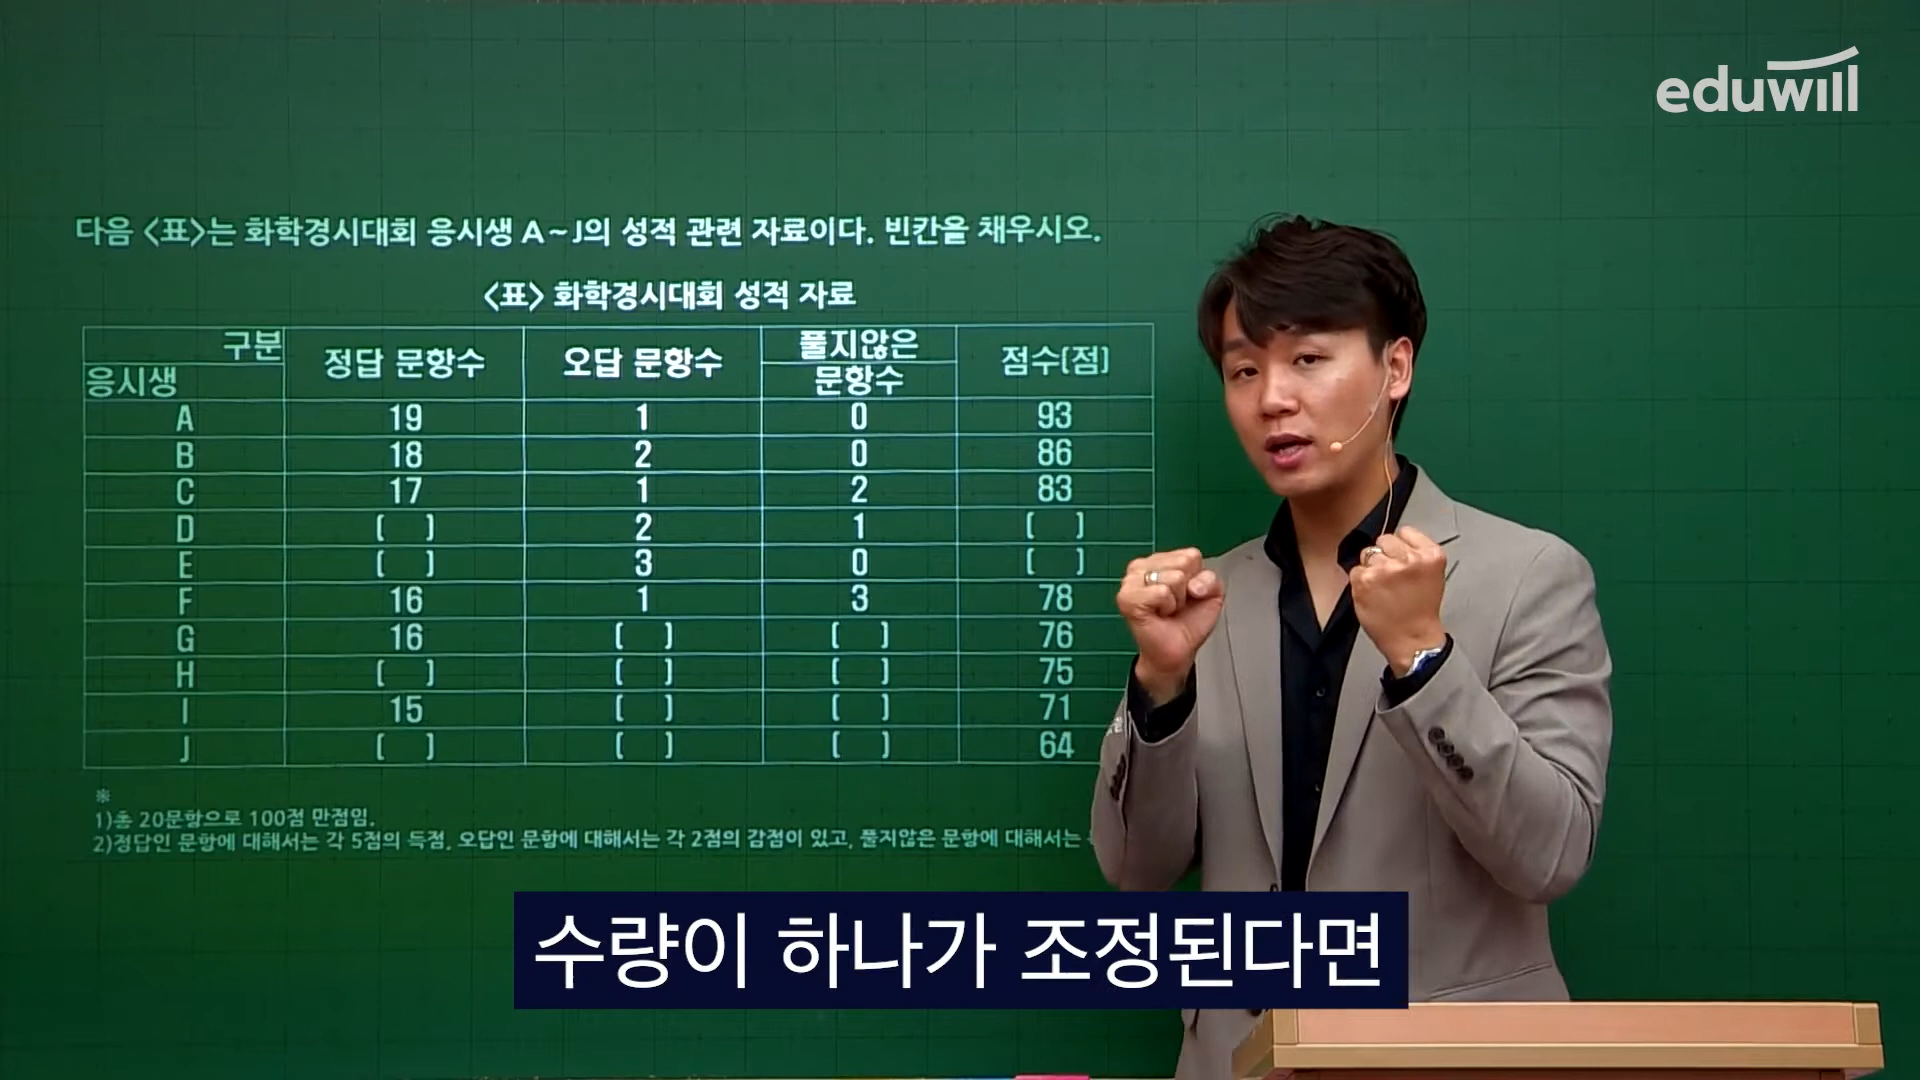 eduwill
다음 <표>는 화학경시대회 응시생 A~J의 성적 관련 자료이다. 빈칸을 채우시오.
<표> 화학경시대회 성적 자료
구분 응시생 정답 문항수 오답 문항수 풀지않은 문항수 점수(점)
A 19 1 0 93
B 18 2 0 86
C 17 1 2 83
D ( ) 2 1 ( )
E ( ) 3 0 ( )
F 16 1 3 78
G 16 ( ) ( ) 76
H ( ) ( ) ( ) 75
I 15 ( ) ( ) 71
J ( ) ( ) ( ) 64
※
1)총 20문항으로 100점 만점임.
2)정답인 문항에 대해서는 각 5점의 득점, 오답인 문항에 대해서는 각 2점의 감점이 있고, 풀지않은 문항에 대해서는
수량이 하나가 조정된다면